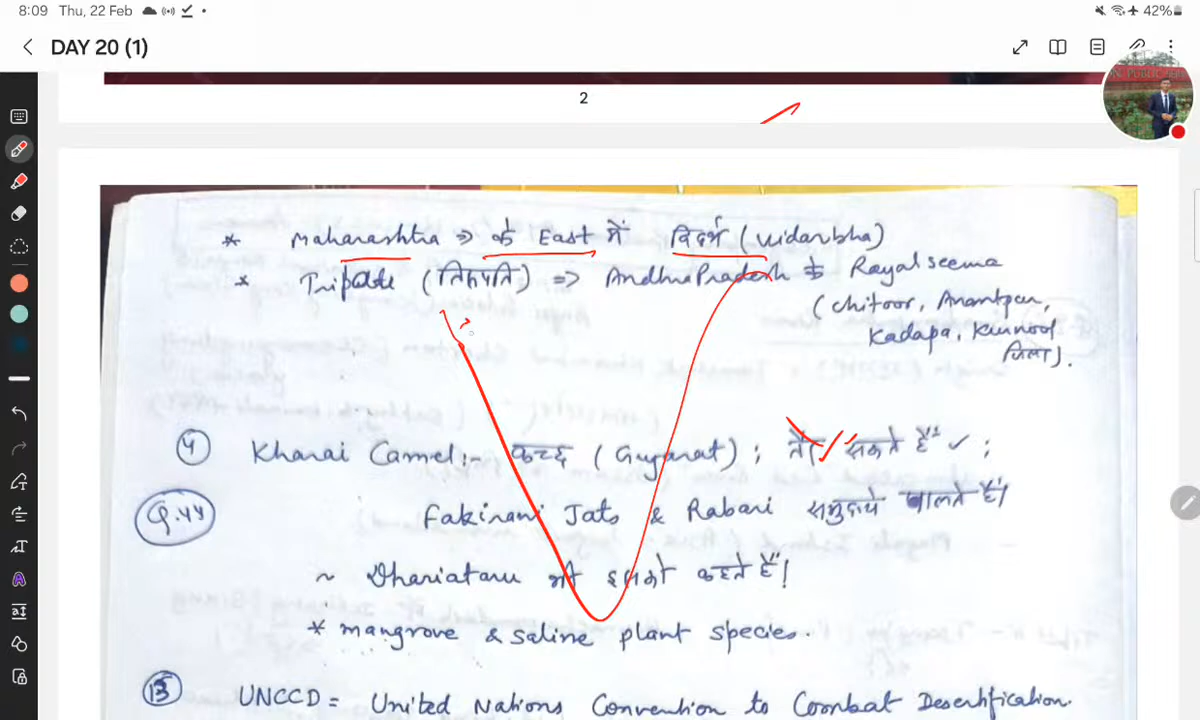 8:09 Thu, 22 Feb 42%
DAY 20 (1)
2
* Maharashtra ⇒ के East में विदर्भ (Vidarbha)
* (तिरुपति) ⇒ Andhra Pradesh के Rayalseema
(Chitoor, Anantpur,
Kadapa, Kurnool
जिला).
④ Kharai Camel:- कच्छ (Gujarat); तैर सकते हैं ✓;
Q.44 Fakirani Jats & Rabari समुदाय पालते हैं।
~ Dhariataru भी इसको कहते हैं।
* mangrove & saline plant species.
⑬ UNCCD = United Nations Convention to Coombat Desertification.